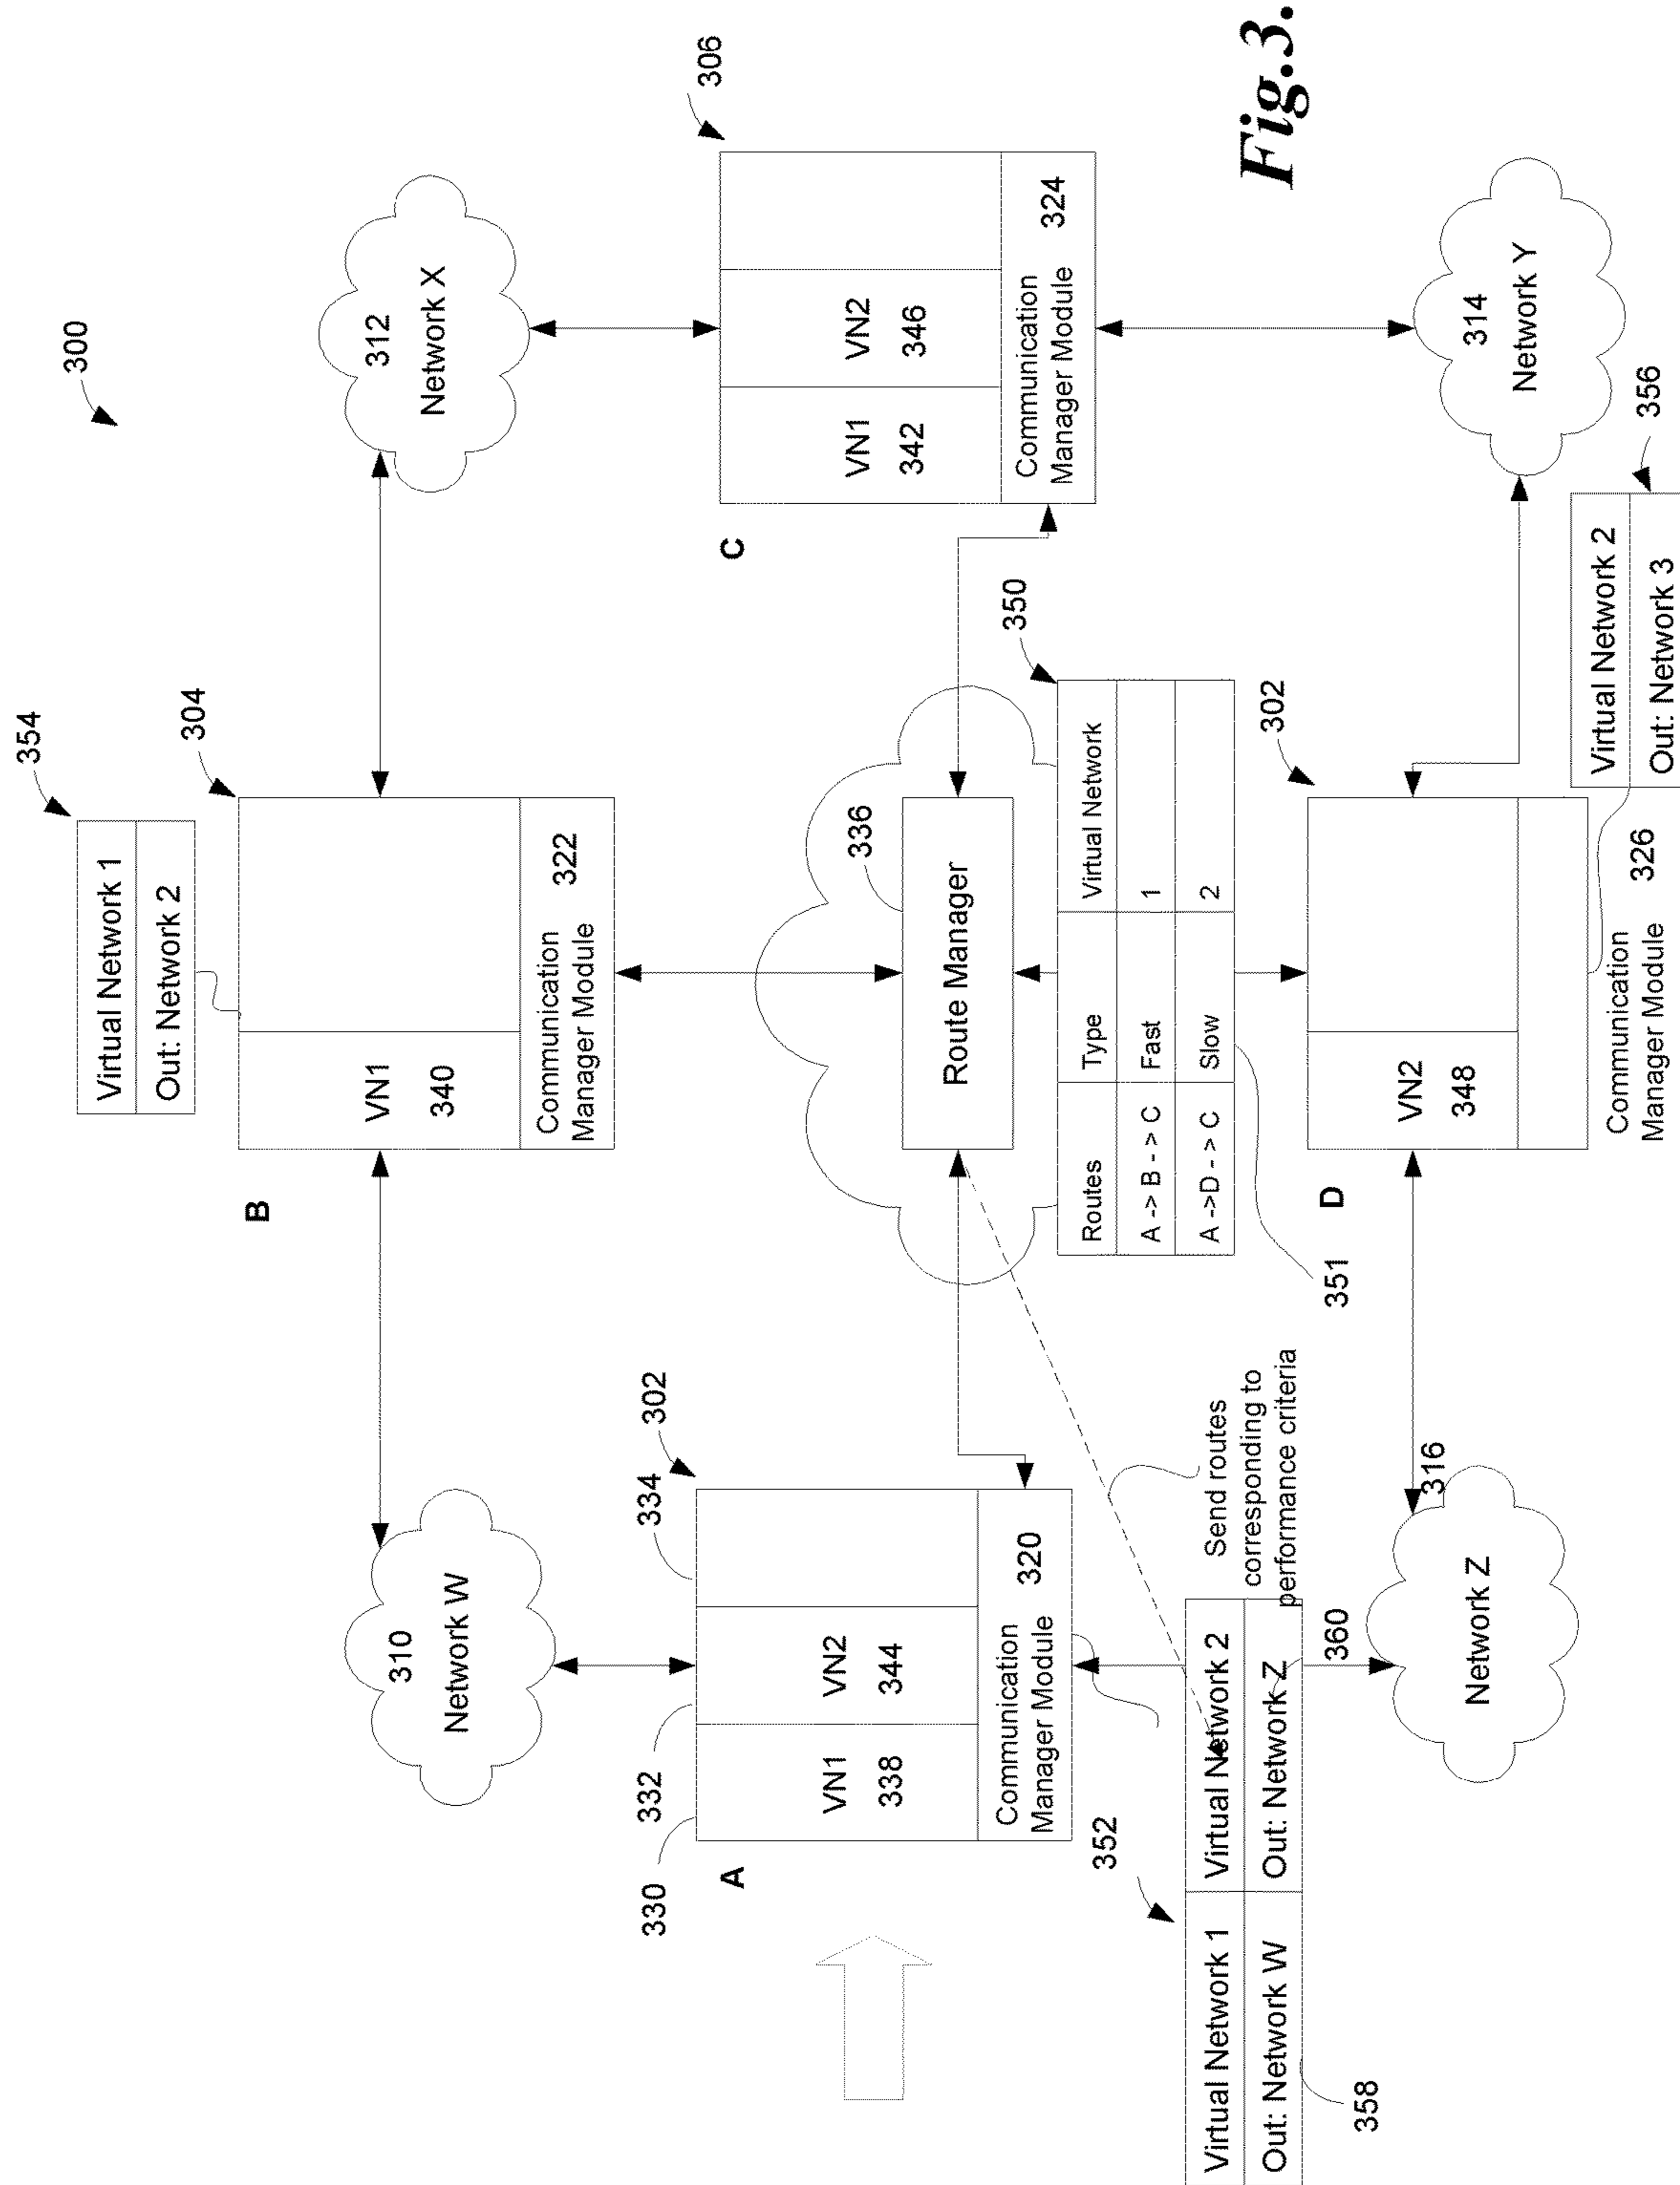 300
354
Virtual Network 1
Out: Network 2
304
B
VN1
340
Communication
Manager Module
322
310
Network W
312
Network X
330
332
334
302
A
VN1
338
VN2
344
Communication
Manager Module
320
336
Route Manager
350
Routes
Type
Virtual Network
A -> B - > C
Fast
1
A ->D - > C
Slow
2
351
306
C
VN1
342
VN2
346
Communication
Manager Module
324
352
Virtual Network 1
Virtual Network 2
Out: Network W
Out: Network Z
358
360
Send routes
corresponding to
performance criteria
316
Network Z
302
D
VN2
348
Communication
Manager Module
326
314
Network Y
356
Virtual Network 2
Out: Network 3
Fig.3.